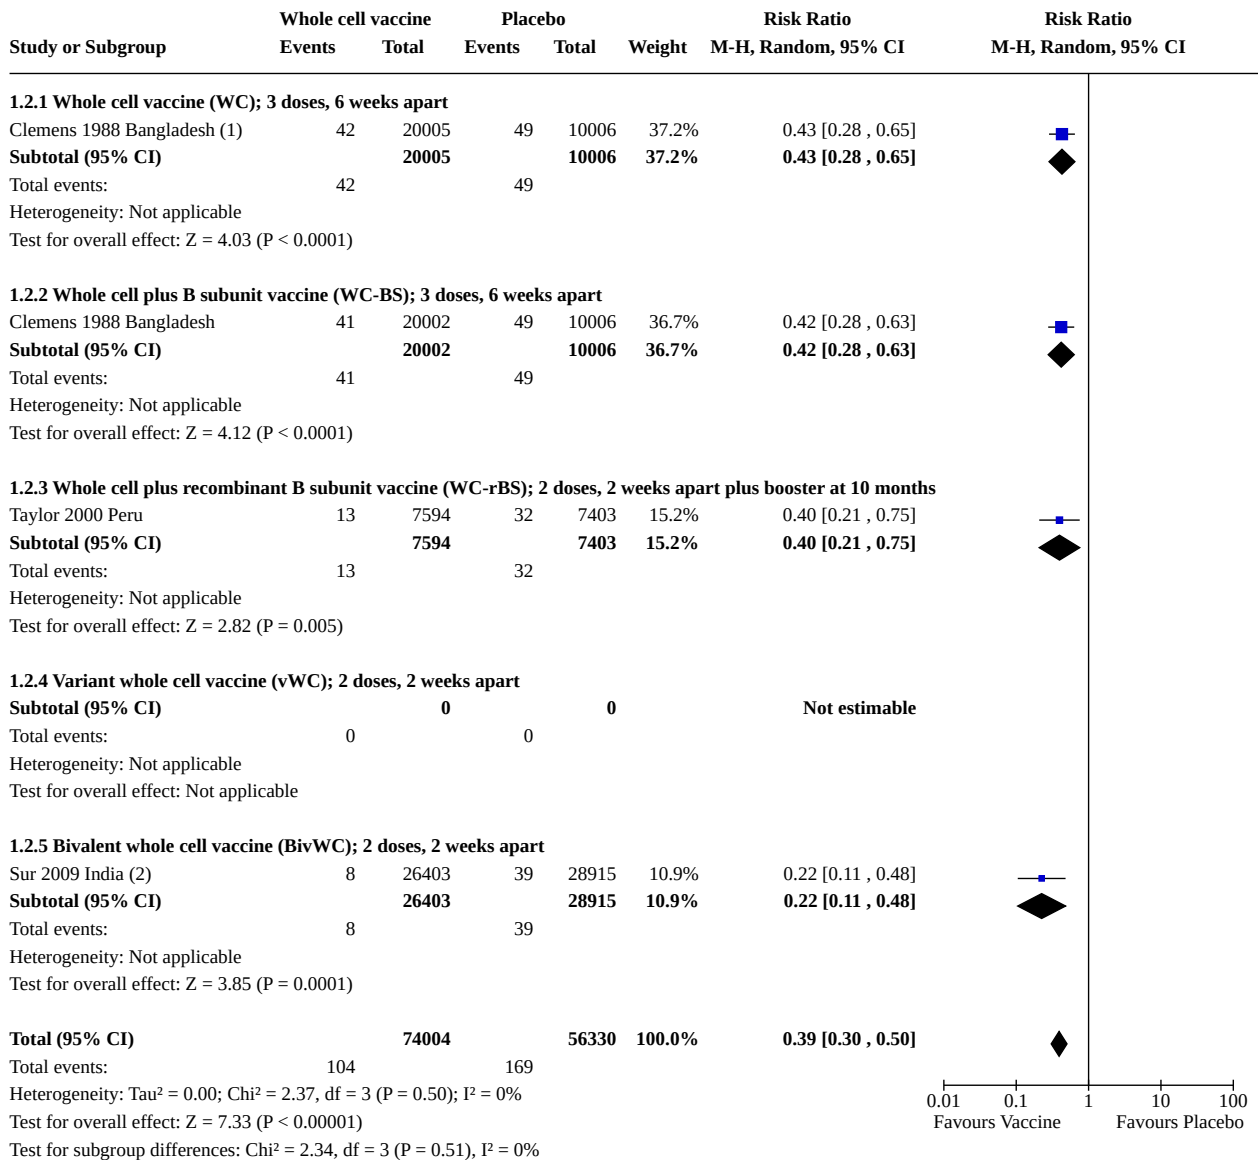 Whole cell vaccine Placebo Risk Ratio Risk Ratio
Study or Subgroup Events Total Events Total Weight M-H, Random, 95% CI M-H, Random, 95% CI
1.2.1 Whole cell vaccine (WC); 3 doses, 6 weeks apart
Clemens 1988 Bangladesh (1) 42 20005 49 10006 37.2% 0.43 [0.28 , 0.65]
Subtotal (95% CI) 20005 10006 37.2% 0.43 [0.28 , 0.65]
Total events: 42 49
Heterogeneity: Not applicable
Test for overall effect: Z = 4.03 (P < 0.0001)
1.2.2 Whole cell plus B subunit vaccine (WC-BS); 3 doses, 6 weeks apart
Clemens 1988 Bangladesh 41 20002 49 10006 36.7% 0.42 [0.28 , 0.63]
Subtotal (95% CI) 20002 10006 36.7% 0.42 [0.28 , 0.63]
Total events: 41 49
Heterogeneity: Not applicable
Test for overall effect: Z = 4.12 (P < 0.0001)
1.2.3 Whole cell plus recombinant B subunit vaccine (WC-rBS); 2 doses, 2 weeks apart plus booster at 10 months
Taylor 2000 Peru 13 7594 32 7403 15.2% 0.40 [0.21 , 0.75]
Subtotal (95% CI) 7594 7403 15.2% 0.40 [0.21 , 0.75]
Total events: 13 32
Heterogeneity: Not applicable
Test for overall effect: Z = 2.82 (P = 0.005)
1.2.4 Variant whole cell vaccine (vWC); 2 doses, 2 weeks apart
Subtotal (95% CI) 0 0 Not estimable
Total events: 0 0
Heterogeneity: Not applicable
Test for overall effect: Not applicable
1.2.5 Bivalent whole cell vaccine (BivWC); 2 doses, 2 weeks apart
Sur 2009 India (2) 8 26403 39 28915 10.9% 0.22 [0.11 , 0.48]
Subtotal (95% CI) 26403 28915 10.9% 0.22 [0.11 , 0.48]
Total events: 8 39
Heterogeneity: Not applicable
Test for overall effect: Z = 3.85 (P = 0.0001)
Total (95% CI) 74004 56330 100.0% 0.39 [0.30 , 0.50]
Total events: 104 169
Heterogeneity: Tau² = 0.00; Chi² = 2.37, df = 3 (P = 0.50); I² = 0%
0.01 0.1 1 10 100
Test for overall effect: Z = 7.33 (P < 0.00001) Favours Vaccine Favours Placebo
Test for subgroup differences: Chi² = 2.34, df = 3 (P = 0.51), I² = 0%